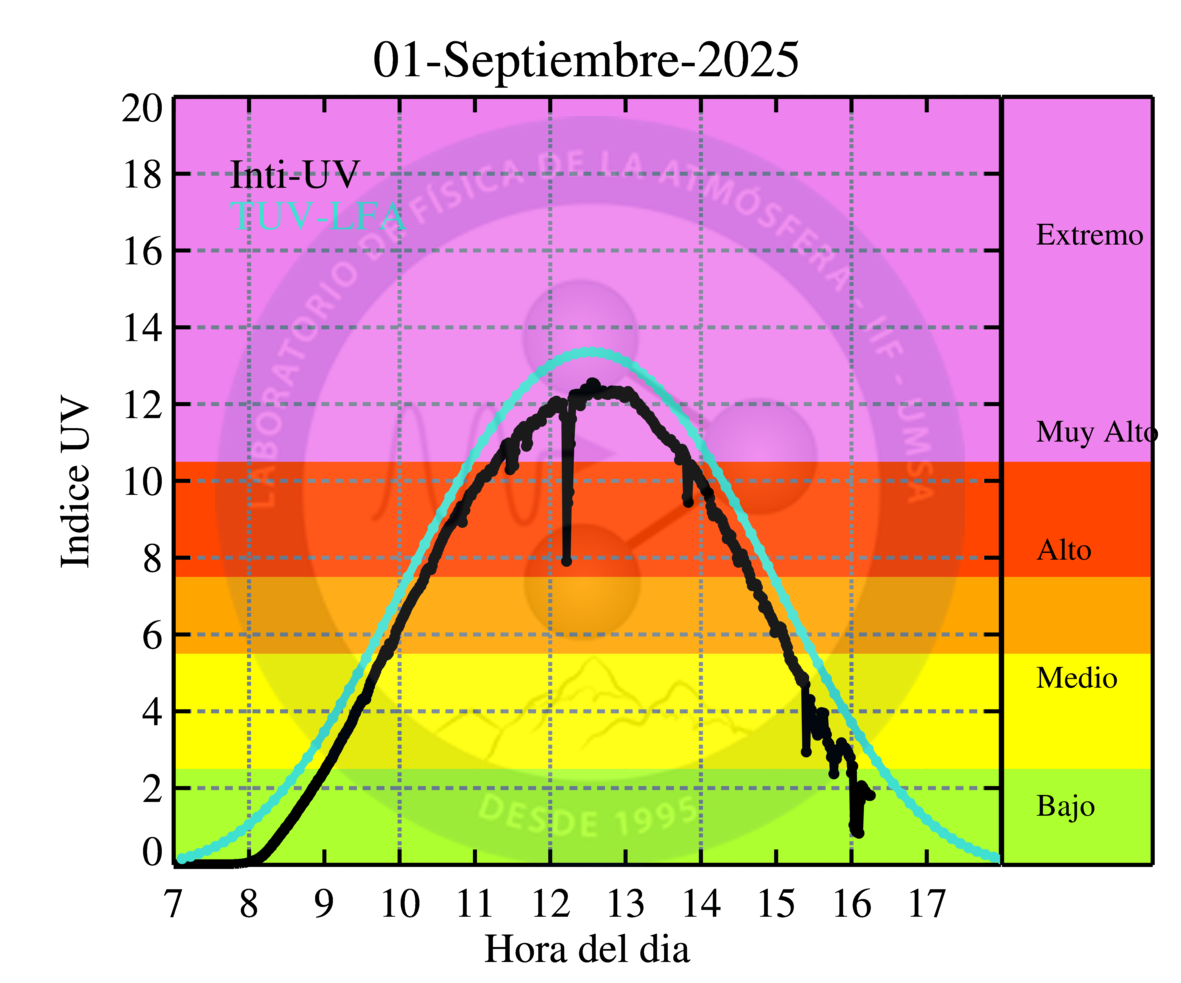 01-Septiembre-2025
20
18
16
14
12
10
8
6
4
2
0
Indice UV
Inti-UV
TUV-LFA
LABORATORIO DE FÍSICA DE LA ATMÓSFERA - IIF - UMSA
DESDE 1995
Extremo
Muy Alto
Alto
Medio
Bajo
7 8 9 10 11 12 13 14 15 16 17
Hora del dia